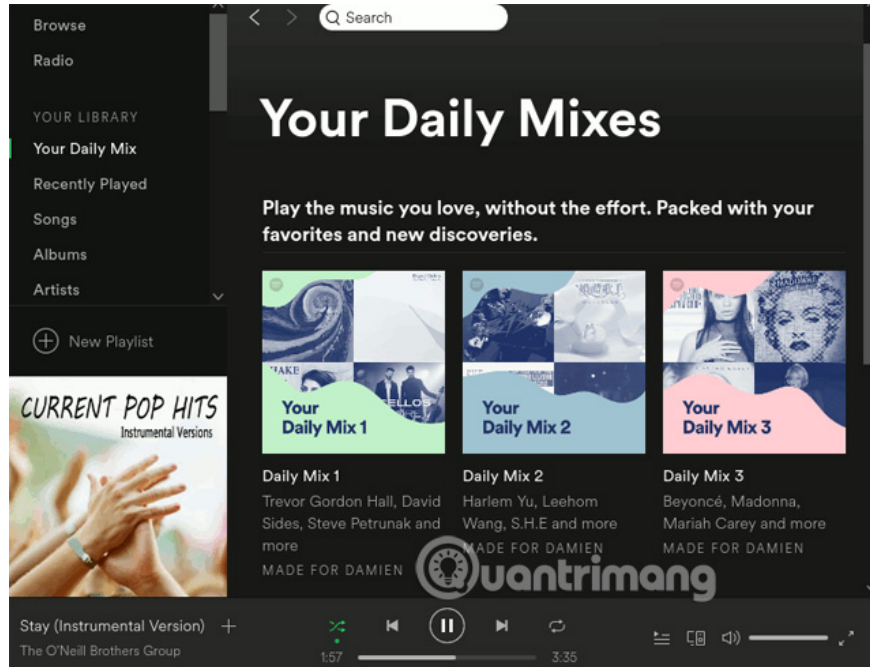 Browse
Radio
YOUR LIBRARY
Your Daily Mix
Recently Played
Songs
Albums
Artists
New Playlist
CURRENT POP HITS
Instrumental Versions
Search
Your Daily Mixes
Play the music you love, without the effort. Packed with your
favorites and new discoveries.
Your
Daily Mix 1
Daily Mix 1
Trevor Gordon Hall, David
Sides, Steve Petrunak and
more
MADE FOR DAMIEN
Your
Daily Mix 2
Daily Mix 2
Harlem Yu, Leehom
Wang, S.H.E and more
MADE FOR DAMIEN
Your
Daily Mix 3
Daily Mix 3
Beyoncé, Madonna,
Mariah Carey and more
MADE FOR DAMIEN
uantrimang
Stay (Instrumental Version)
The O'Neill Brothers Group
1:57
3:35